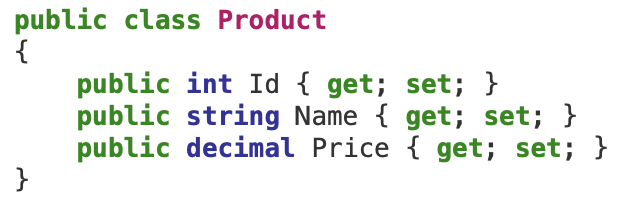 public class Product
{
    public int Id { get; set; }
    public string Name { get; set; }
    public decimal Price { get; set; }
}